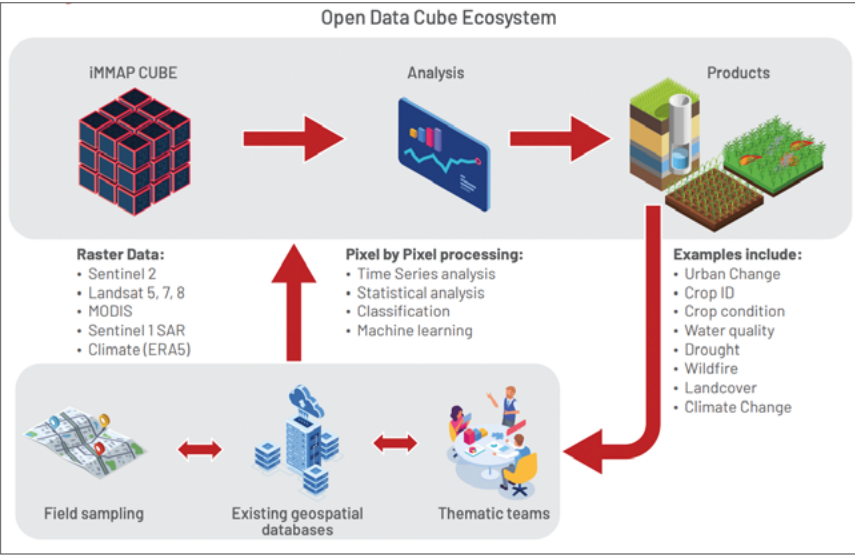 Open Data Cube Ecosystem
iMMAP CUBE
Analysis
Products
Raster Data:
• Sentinel 2
• Landsat 5, 7, 8
• MODIS
• Sentinel 1 SAR
• Climate (ERA5)
Pixel by Pixel processing:
• Time Series analysis
• Statistical analysis
• Classification
• Machine learning
Examples include:
• Urban Change
• Crop ID
• Crop condition
• Water quality
• Drought
• Wildfire
• Landcover
• Climate Change
Field sampling
Existing geospatial
databases
Thematic teams